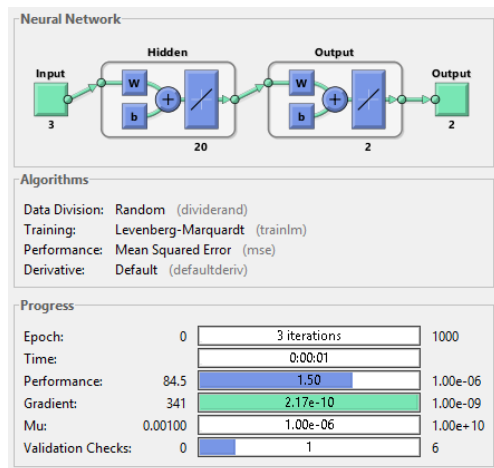 Neural Network
Hidden Output
Input Output
W W
+ +
b b
3 20 2 2
Algorithms
Data Division: Random (dividerand)
Training: Levenberg-Marquardt (trainlm)
Performance: Mean Squared Error (mse)
Derivative: Default (defaultderiv)
Progress
Epoch: 0 3 iterations 1000
Time: 0:00:01
Performance: 84.5 1.50 1.00e-06
Gradient: 341 2.17e-10 1.00e-09
Mu: 0.00100 1.00e-06 1.00e+10
Validation Checks: 0 1 6